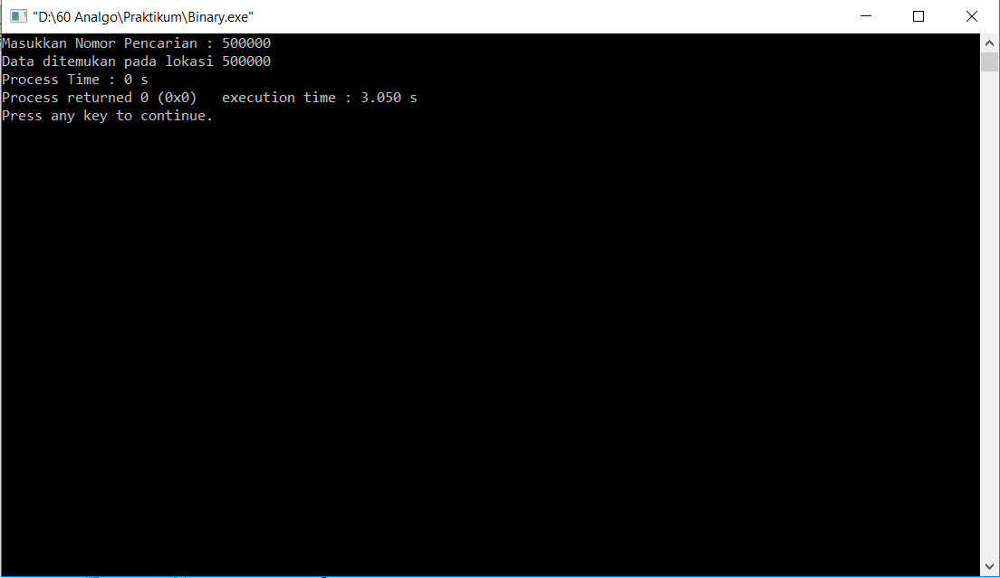 "D:\60 Analgo\Praktikum\Binary.exe"
Masukkan Nomor Pencarian : 500000
Data ditemukan pada lokasi 500000
Process Time : 0 s
Process returned 0 (0x0)   execution time : 3.050 s
Press any key to continue.